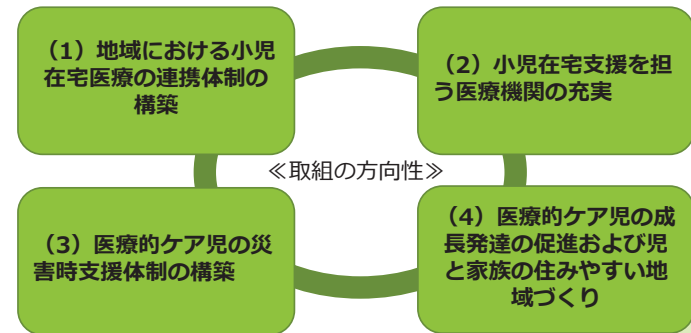 （1）地域における小児
在宅医療の連携体制の
構築
（2）小児在宅支援を担
う医療機関の充実
≪取組の方向性≫
（3）医療的ケア児の災
害時支援体制の構築
（4）医療的ケア児の成
長発達の促進および児
と家族の住みやすい地
域づくり